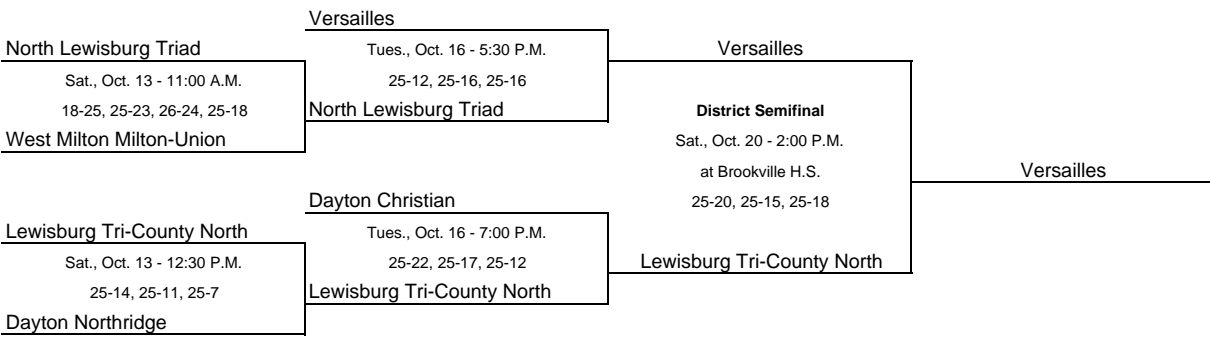 Versailles
North Lewisburg Triad
Tues., Oct. 16 - 5:30 P.M.
Versailles
Sat., Oct. 13 - 11:00 A.M.
25-12, 25-16, 25-16
18-25, 25-23, 26-24, 25-18
North Lewisburg Triad
District Semifinal
West Milton Milton-Union
Sat., Oct. 20 - 2:00 P.M.
at Brookville H.S.
Versailles
Dayton Christian
25-20, 25-15, 25-18
Lewisburg Tri-County North
Tues., Oct. 16 - 7:00 P.M.
Sat., Oct. 13 - 12:30 P.M.
25-22, 25-17, 25-12
Lewisburg Tri-County North
25-14, 25-11, 25-7
Lewisburg Tri-County North
Dayton Northridge